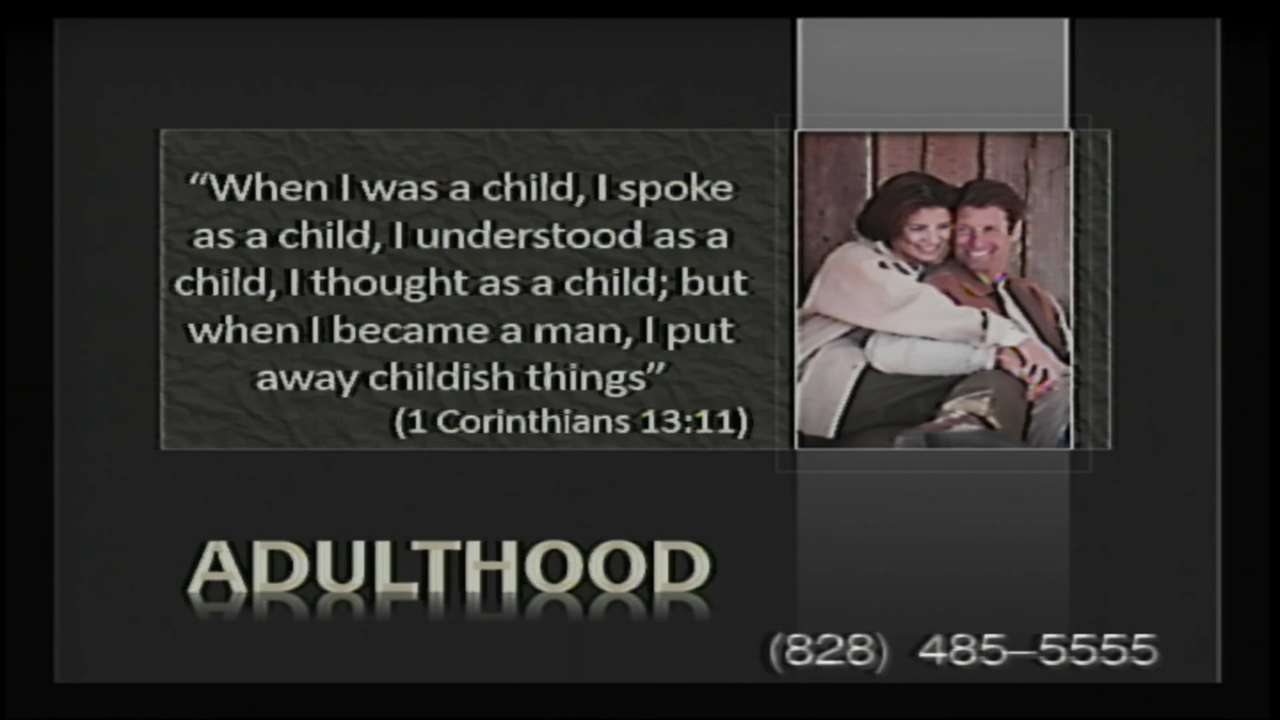 “When I was a child, I spoke
as a child, I understood as a
child, I thought as a child; but
when I became a man, I put
away childish things”
(1 Corinthians 13:11)
ADULTHOOD
(828) 485–5555